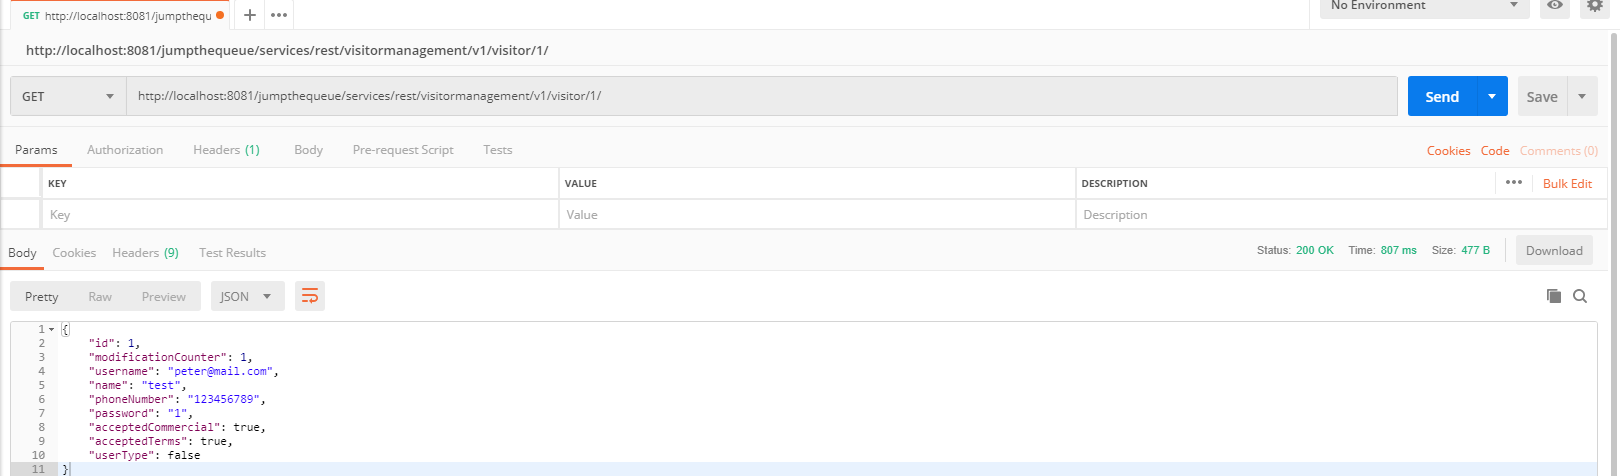 GET http://localhost:8081/jumpthequ
No Environment
http://localhost:8081/jumpthequeue/services/rest/visitormanagement/v1/visitor/1/
GET http://localhost:8081/jumpthequeue/services/rest/visitormanagement/v1/visitor/1/ Send Save
Params Authorization Headers (1) Body Pre-request Script Tests Cookies Code Comments (0)
KEY VALUE DESCRIPTION ••• Bulk Edit
Key Value Description
Body Cookies Headers (9) Test Results Status: 200 OK Time: 807 ms Size: 477 B Download
Pretty Raw Preview JSON
1 {
2 "id": 1,
3 "modificationCounter": 1,
4 "username": "peter@mail.com",
5 "name": "test",
6 "phoneNumber": "123456789",
7 "password": "1",
8 "acceptedCommercial": true,
9 "acceptedTerms": true,
10 "userType": false
11 }